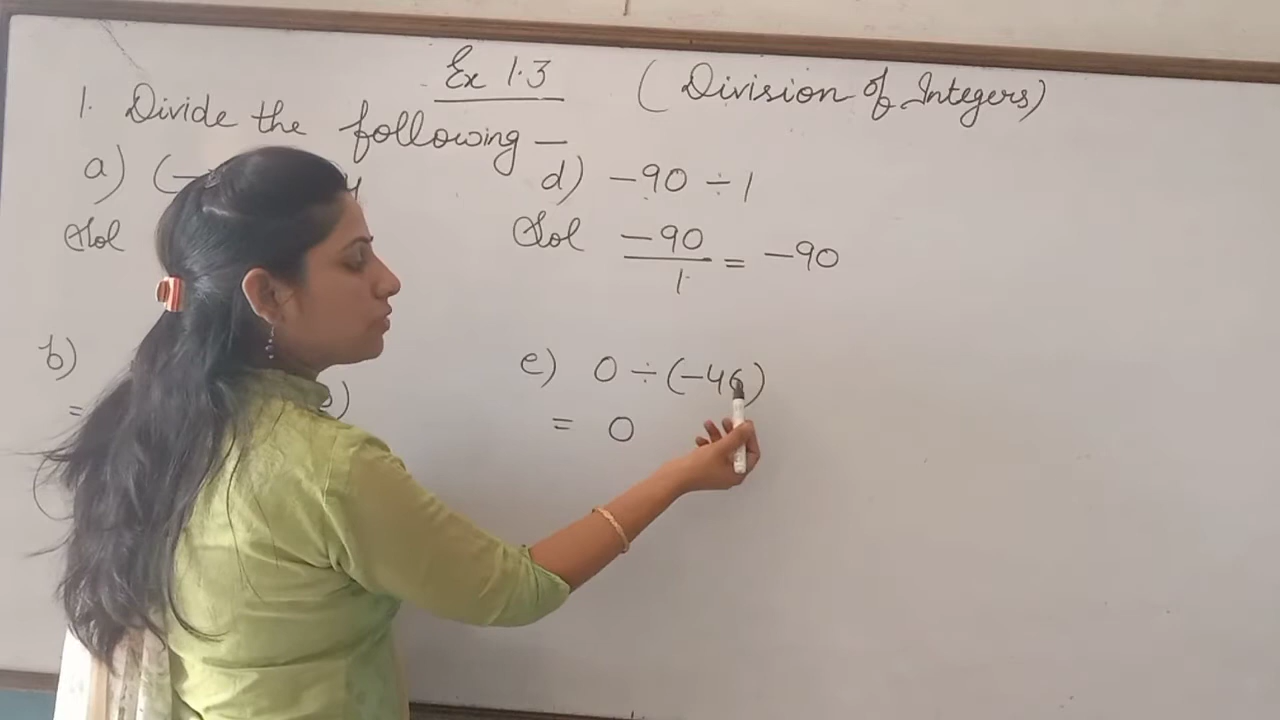 Ex 1.3 (Division of Integers)
1. Divide the following –
a) (–
Sol
b)
=
d) –90 ÷ 1
Sol –90
1
= –90
e) 0 ÷ (–46)
= 0